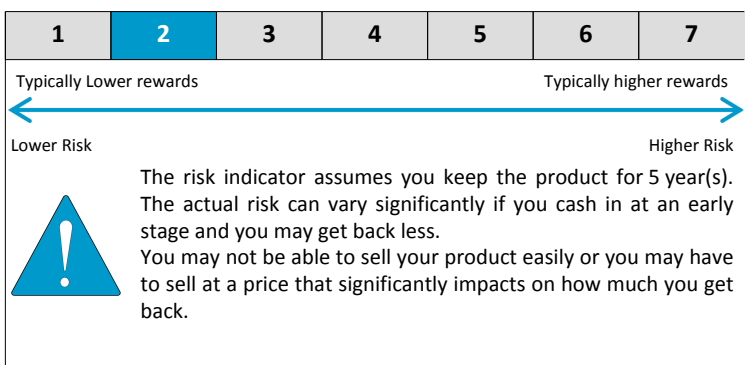 1 2 3 4 5 6 7
Typically Lower rewards Typically higher rewards
Lower Risk Higher Risk
The risk indicator assumes you keep the product for 5 year(s).
The actual risk can vary significantly if you cash in at an early
stage and you may get back less.
You may not be able to sell your product easily or you may have
to sell at a price that significantly impacts on how much you get
back.